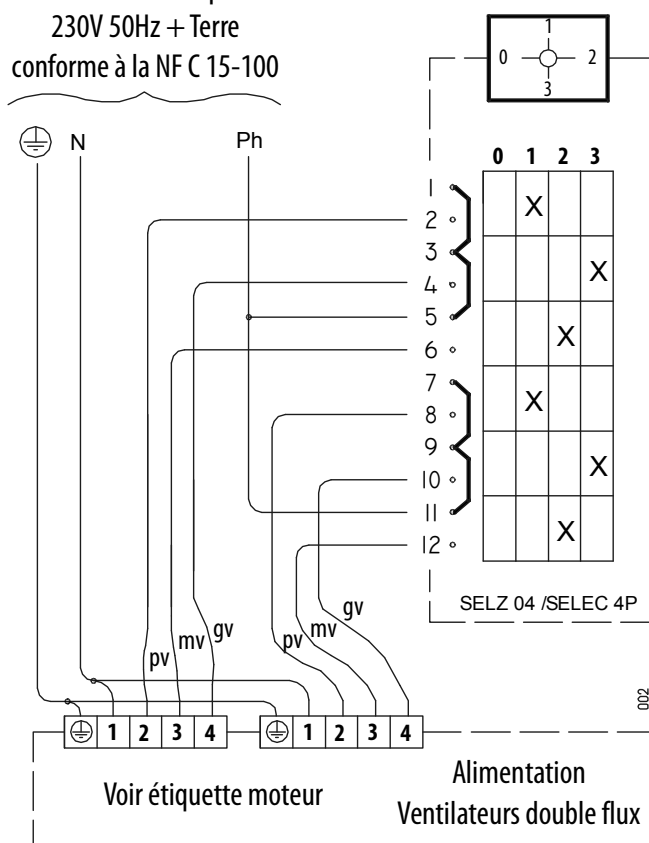 230V 50Hz + Terre
conforme à la NF C 15-100
N
Ph
1
0 2
3
0 1 2 3
1
X
2
3
X
4
5
X
6
7
X
8
9
X
10
11
X
12
SELZ 04 /SELEC 4P
pv mv gv
pv mv gv
002
1 2 3 4
1 2 3 4
Voir étiquette moteur
Alimentation
Ventilateurs double flux